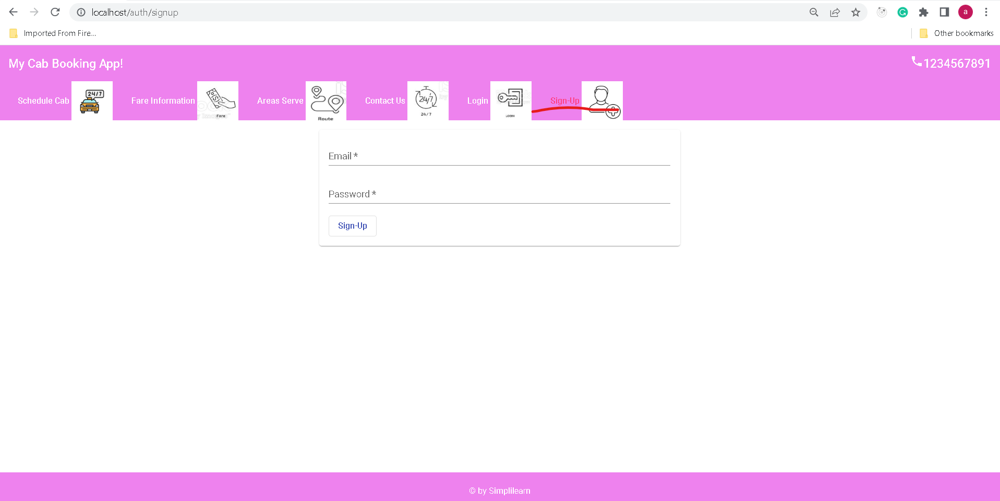 localhost/auth/signup
a
Imported From Fire...
Other bookmarks
My Cab Booking App!
1234567891
Schedule Cab
24/7
Fare Information
Fare
Areas Serve
Route
Contact Us
24/7
24/7
Login
LOGIN
Sign-Up
Email *
Password *
Sign-Up
© by Simplilearn